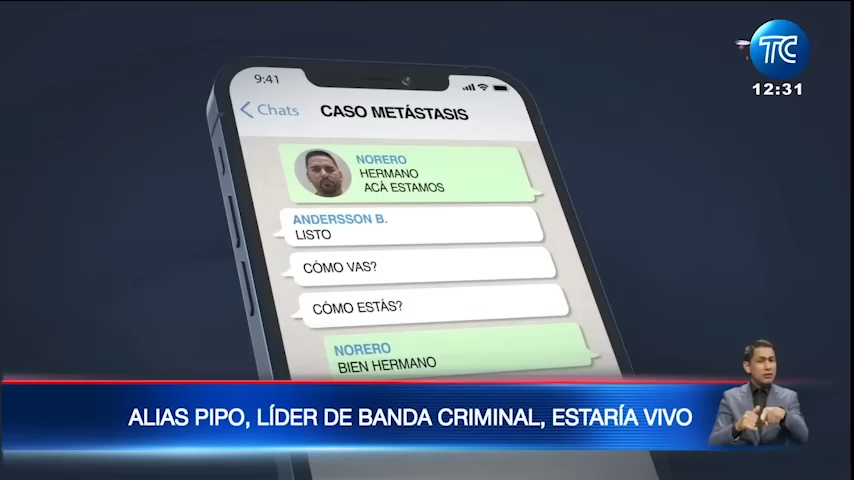 TC
12:31
9:41
Chats
CASO METÁSTASIS
NORERO
HERMANO
ACÁ ESTAMOS
ANDERSSON B.
LISTO
CÓMO VAS?
CÓMO ESTÁS?
NORERO
BIEN HERMANO
ALIAS PIPO, LÍDER DE BANDA CRIMINAL, ESTARÍA VIVO